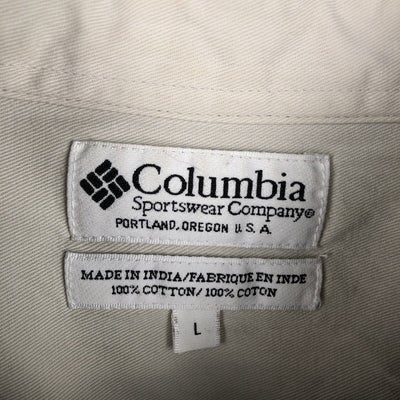 Columbia
Sportswear Company®
PORTLAND, OREGON U.S.A.
MADE IN INDIA/FABRIQUE EN INDE
100% COTTON/100% COTON
L